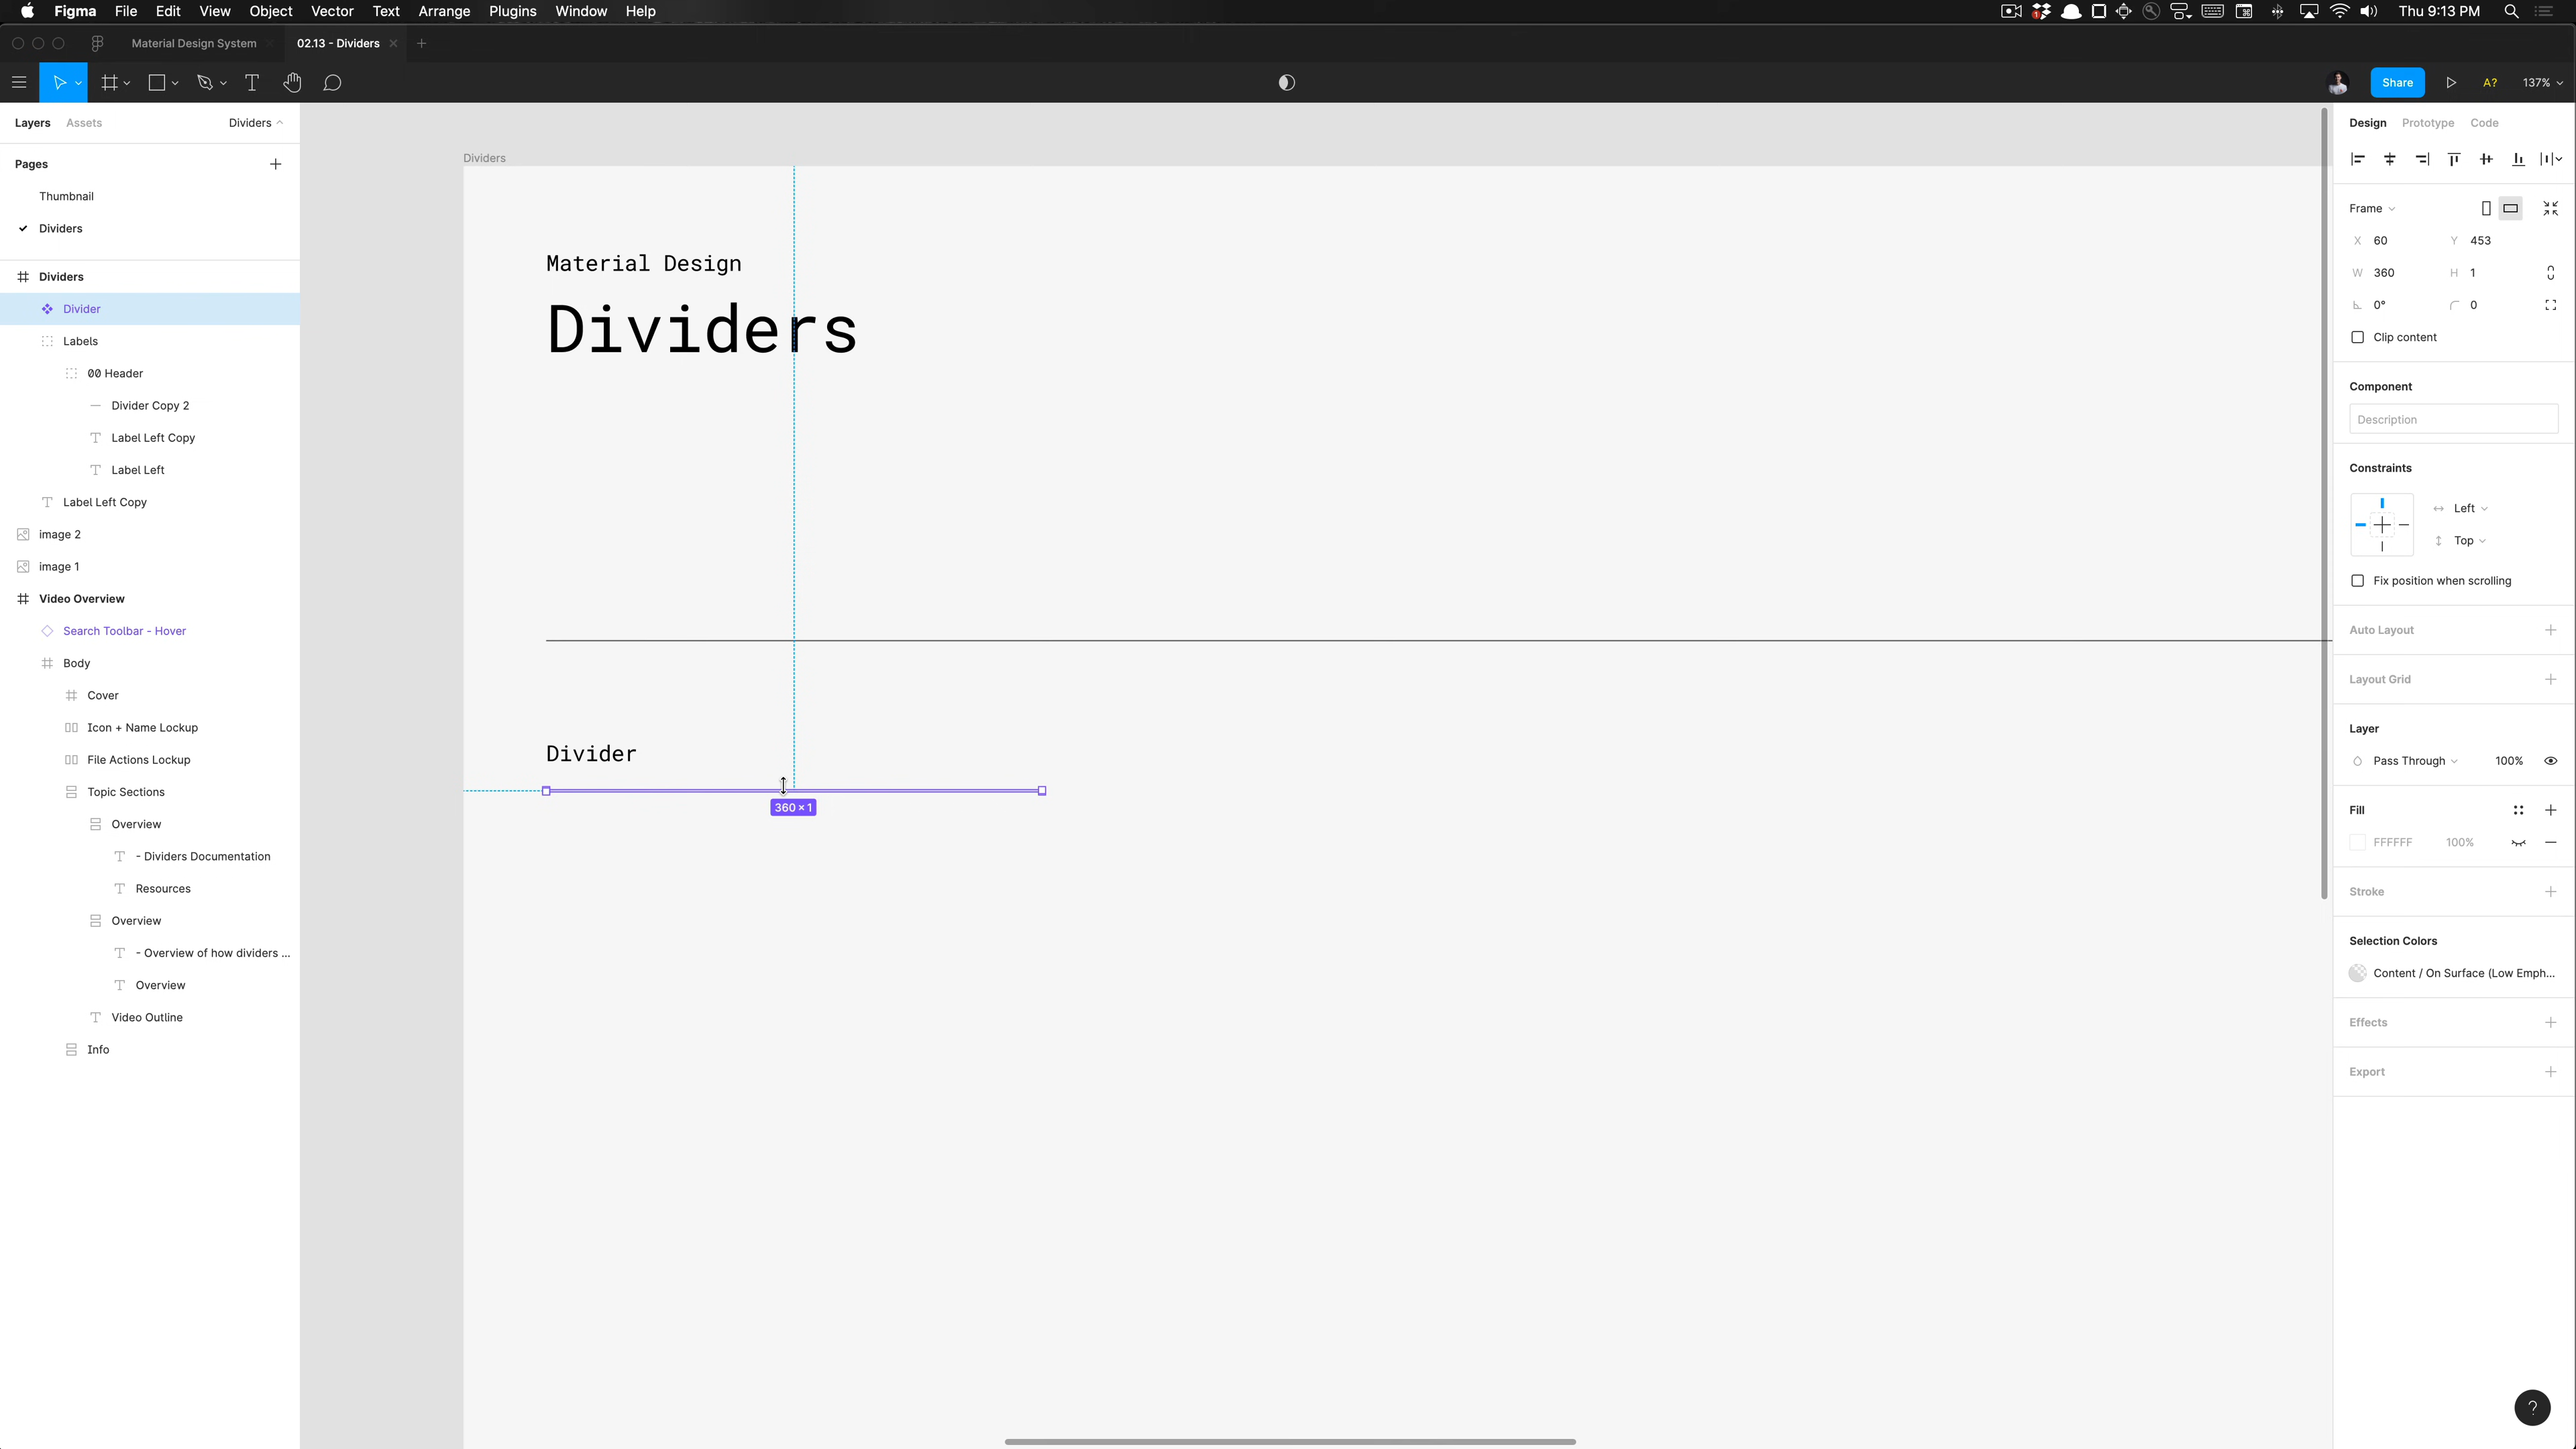 Figma File Edit View Object Vector Text Arrange Plugins Window Help
Thu 9:13 PM
Material Design System
02.13 - Dividers
Share
A?
137%
Layers Assets Dividers
Pages
Thumbnail
Dividers
Dividers
Divider
Labels
00 Header
Divider Copy 2
Label Left Copy
Label Left
Label Left Copy
image 2
image 1
Video Overview
Search Toolbar - Hover
Body
Cover
Icon + Name Lockup
File Actions Lockup
Topic Sections
Overview
- Dividers Documentation
Resources
Overview
- Overview of how dividers ...
Overview
Video Outline
Info
Dividers
Material Design
Dividers
Divider
360 × 1
Design Prototype Code
Frame
X 60 Y 453
W 360 H 1
0° 0
Clip content
Component
Description
Constraints
Left
Top
Fix position when scrolling
Auto Layout
Layout Grid
Layer
Pass Through 100%
Fill
FFFFFF 100%
Stroke
Selection Colors
Content / On Surface (Low Emph...
Effects
Export
?